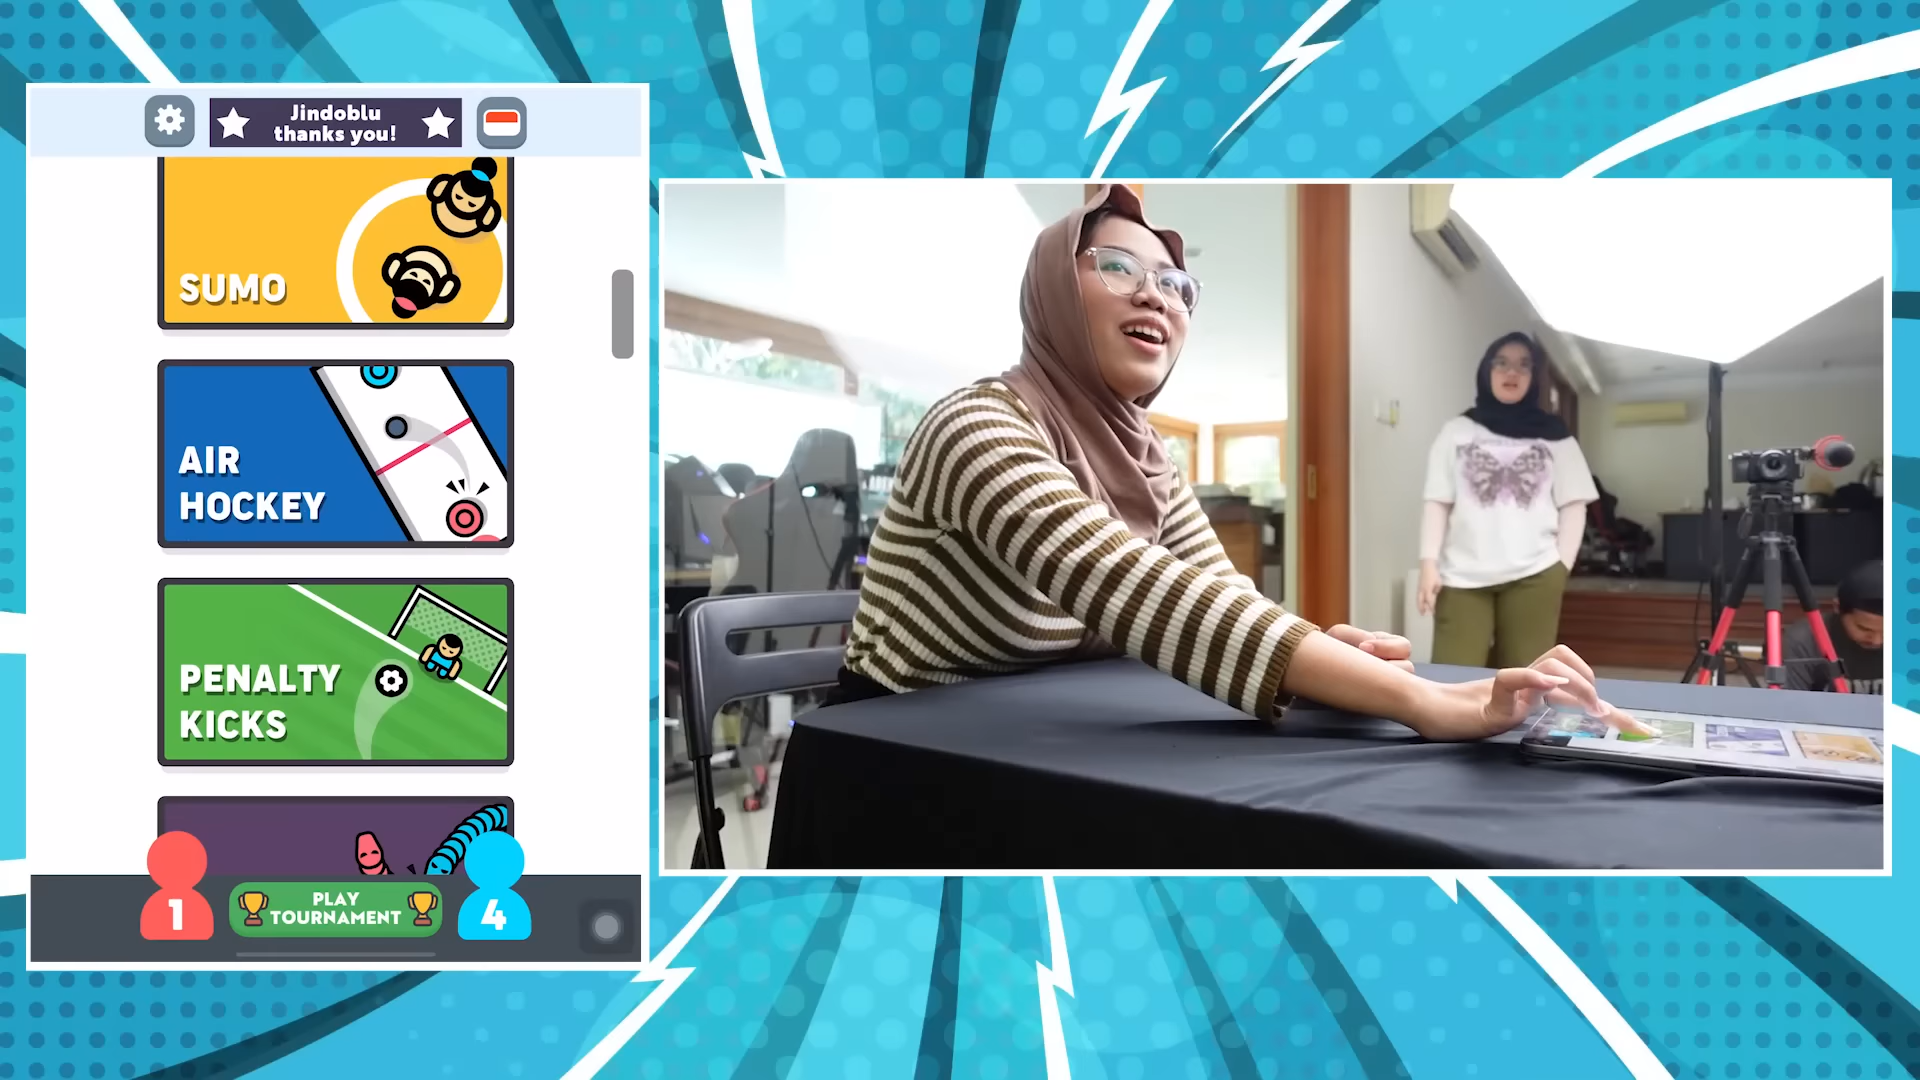 Jindoblu
thanks you!
SUMO
AIR
HOCKEY
PENALTY
KICKS
1
PLAY
TOURNAMENT
4